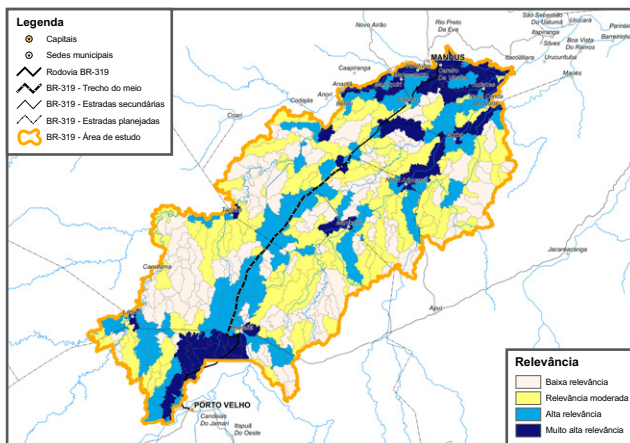 Legenda
Capitais
Sedes municipais
Rodovia BR-319
BR-319 - Trecho do meio
BR-319 - Estradas secundárias
BR-319 - Estradas planejadas
BR-319 - Área de estudo
Novo Airão
Rio Preto
Da Eva
São Sebastião
Do Uatumã
Urucará
Parintins
Itapiranga
Silves
Boa Vista
Do Ramos
Barreirinha
Urucurituba
Itacoatiara
Maués
MANAUS
Caapiranga
Anamã
Anori
Codajás
Coari
Canutama
Jacareacanga
Apuí
PORTO VELHO
Candeias
Do Jamari
Itapuã
Do Oeste
Relevância
Baixa relevância
Relevância moderada
Alta relevância
Muito alta relevância